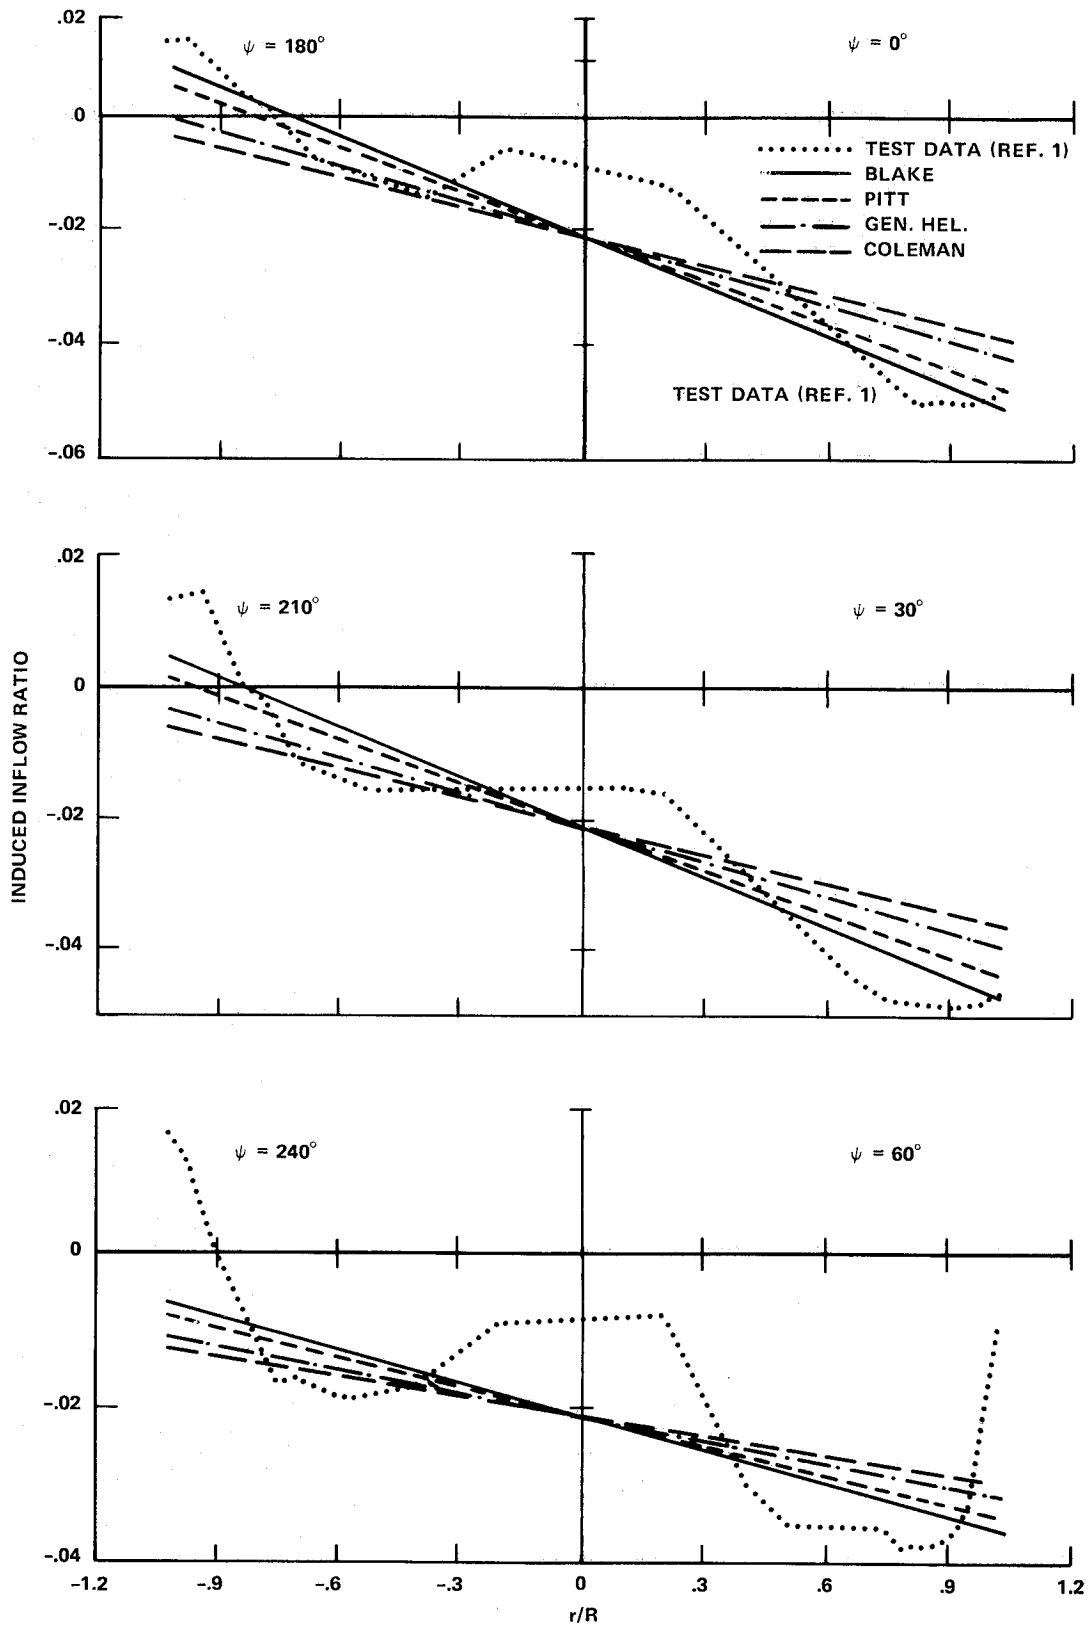 .02
ψ = 180°
ψ = 0°
0
TEST DATA (REF. 1)
BLAKE
PITT
GEN. HEL.
COLEMAN
–.02
–.04
TEST DATA (REF. 1)
–.06
.02
ψ = 210°
ψ = 30°
0
INDUCED INFLOW RATIO
–.02
–.04
.02
ψ = 240°
ψ = 60°
0
–.02
–.04
–1.2 –.9 –.6 –.3 0 .3 .6 .9 1.2
r/R